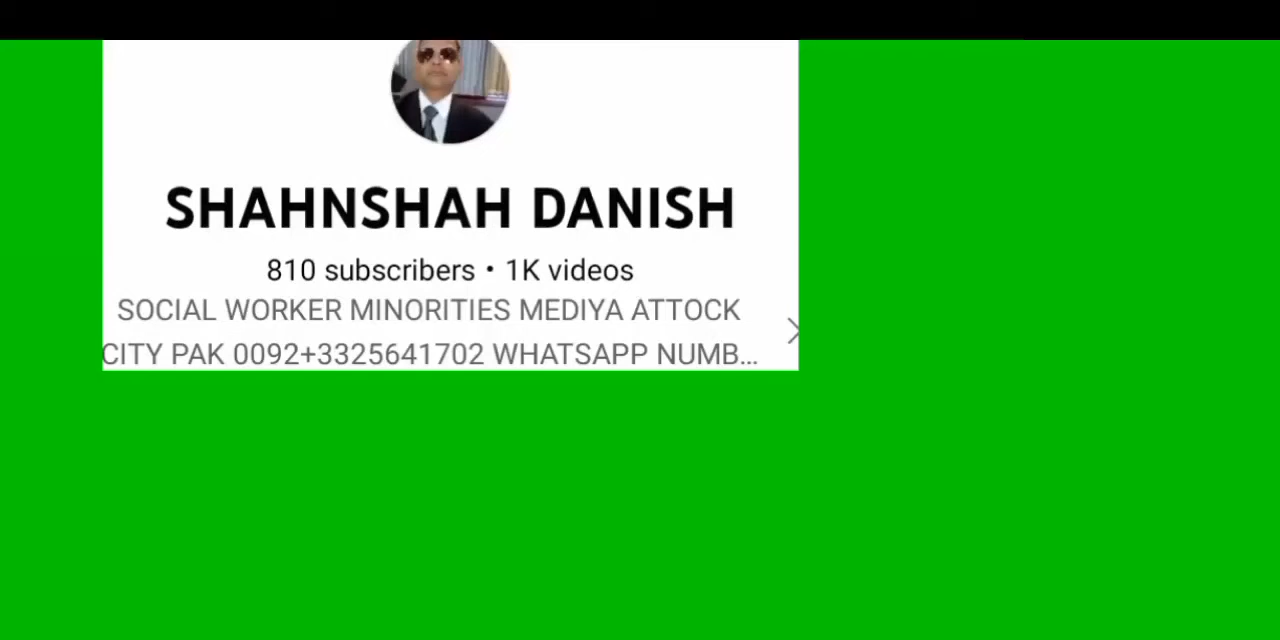 SHAHNSHAH DANISH
810 subscribers • 1K videos
SOCIAL WORKER MINORITIES MEDIYA ATTOCK
CITY PAK 0092+3325641702 WHATSAPP NUMB...